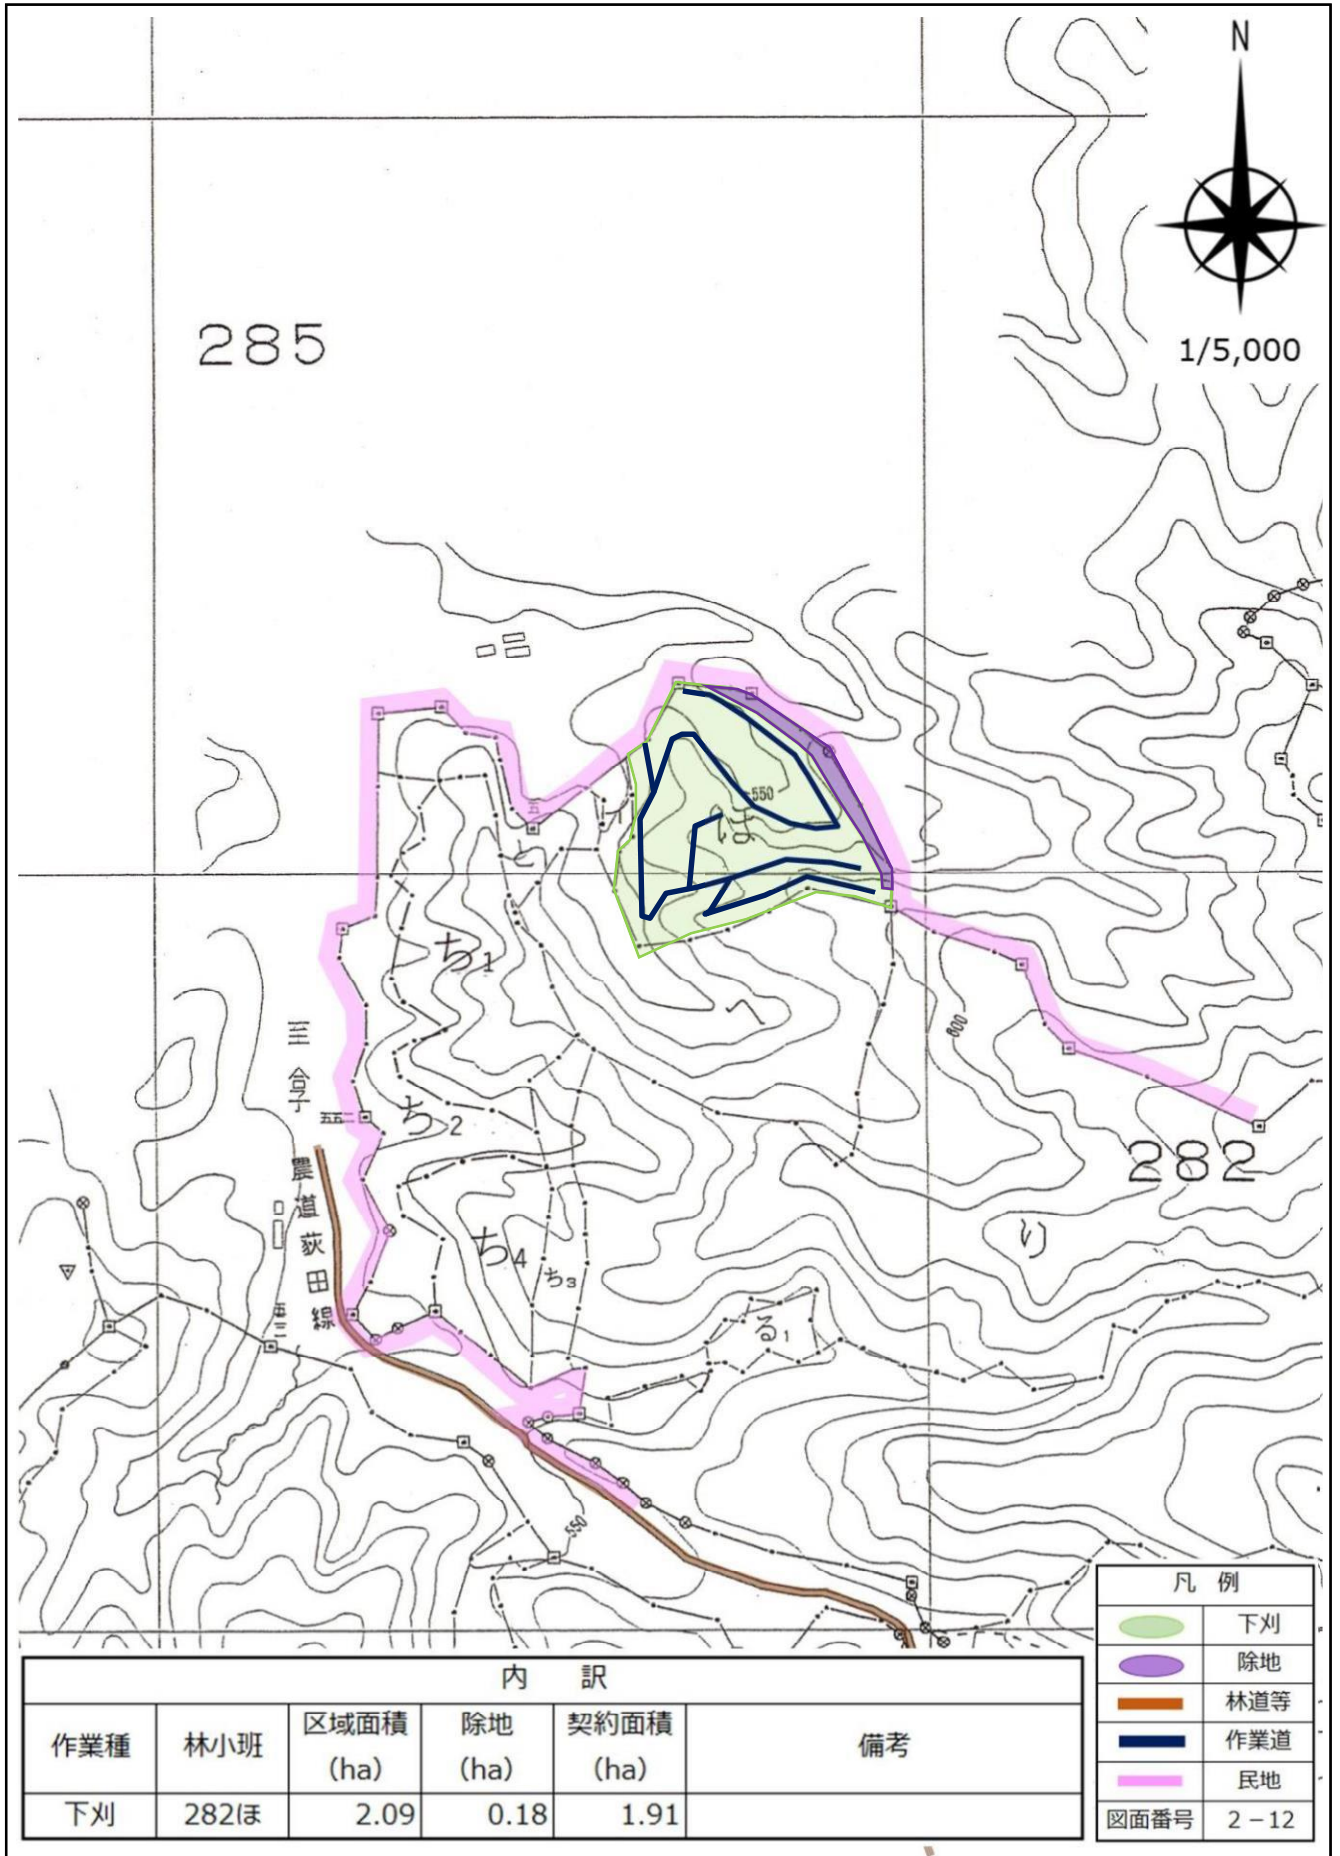 N
1/5,000
285
550
ほ
と
ち1
へ
600
至
合子
ち2
282
農道荻田線
り
ち4
ち3
る1
550
凡 例
下刈
除地
林道等
作業道
民地
図面番号 2－12
内 訳
作業種 林小班 区域面積 (ha) 除地 (ha) 契約面積 (ha) 備考
下刈 282ほ 2.09 0.18 1.91